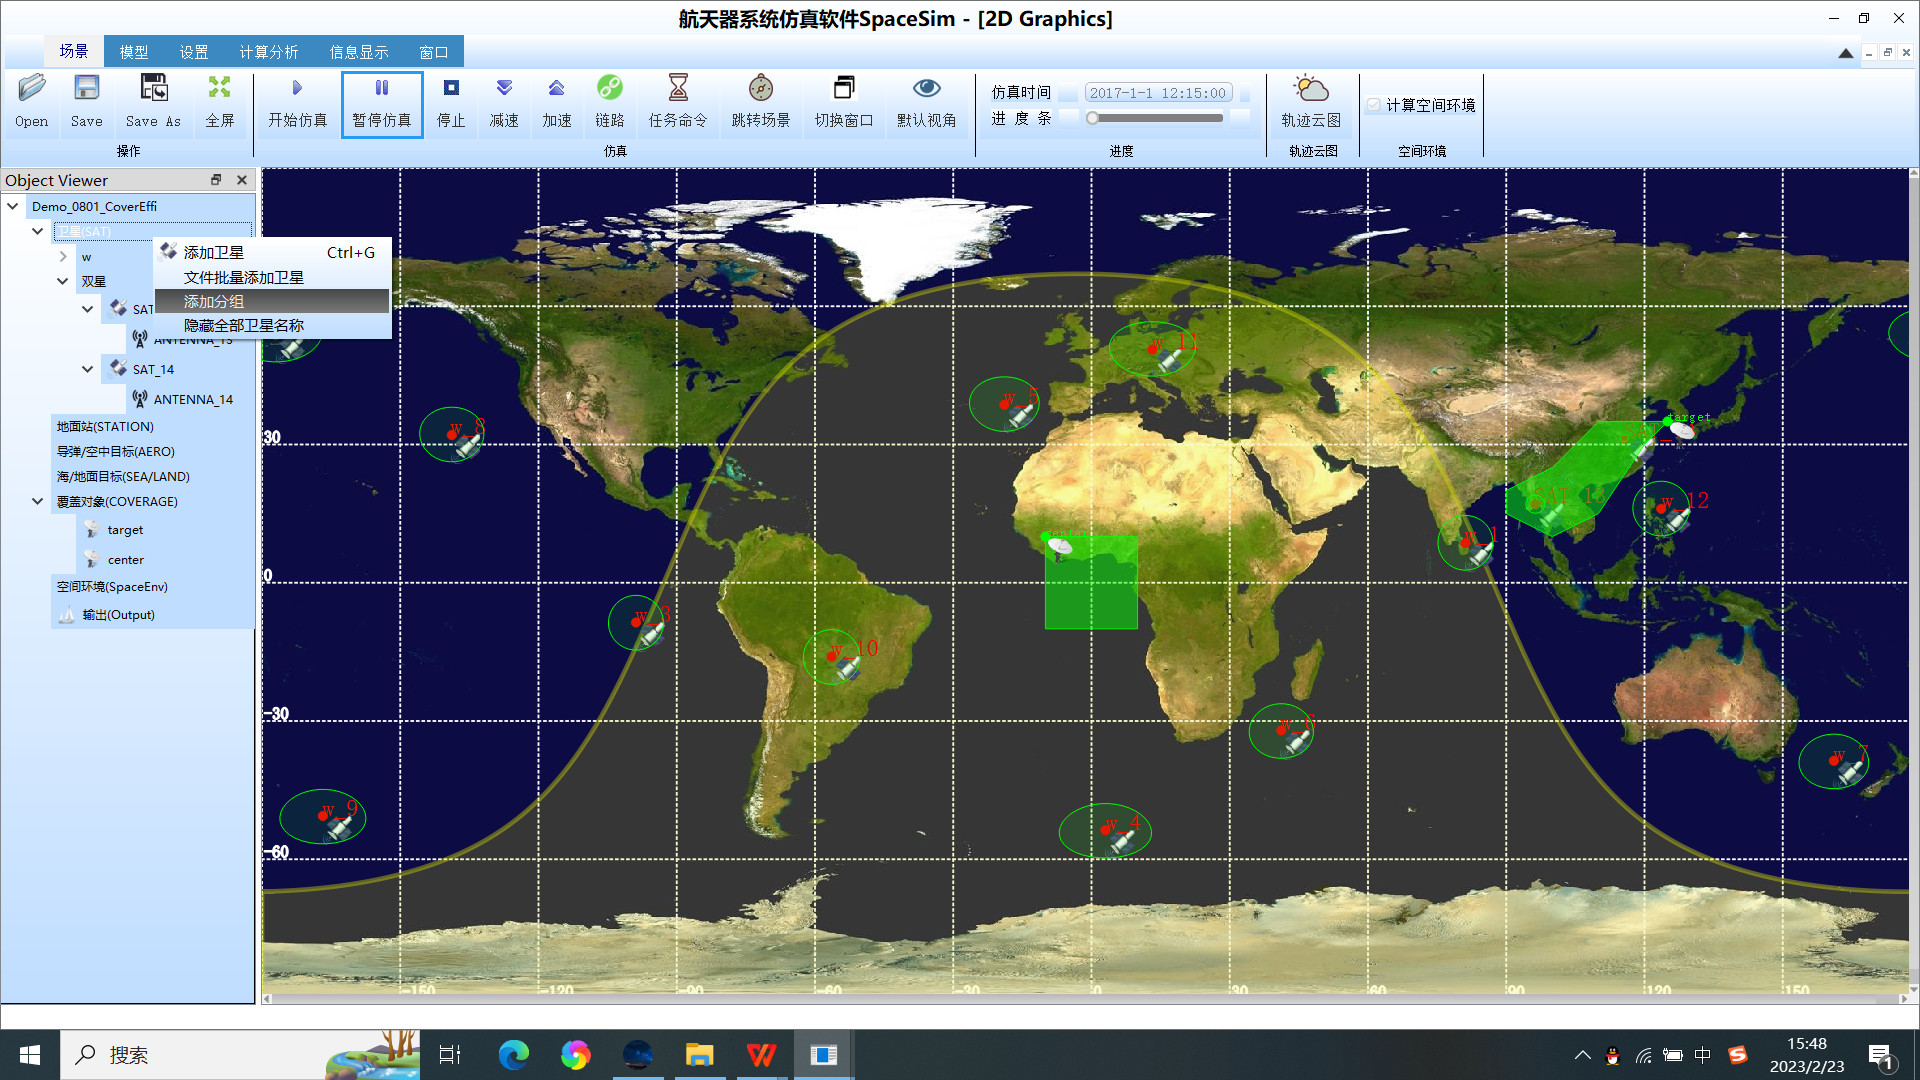 航天器系统仿真软件SpaceSim - [2D Graphics]
场景 模型 设置 计算分析 信息显示 窗口
Open Save Save As 全屏 开始仿真 暂停仿真 停止 减速 加速 链路 任务命令 跳转场景 切换窗口 默认视角
仿真时间 2017-1-1 12:15:00
进 度 条
轨迹云图
计算空间环境
操作 仿真 进度 轨迹云图 空间环境
Object Viewer
Demo_0801_CoverEffi
卫星(SAT)
w
双星
SAT
ANTENNA_13
SAT_14
ANTENNA_14
地面站(STATION)
导弹/空中目标(AERO)
海/地面目标(SEA/LAND)
覆盖对象(COVERAGE)
target
center
空间环境(SpaceEnv)
输出(Output)
添加卫星 Ctrl+G
文件批量添加卫星
添加分组
隐藏全部卫星名称
w_11
w_5
w_8
target
SAT_13
w_12
w_1
w_3
w_10
w_6
w_7
w_9
w_4
30
0
-30
-60
-150 -120 -90 -60 -30 0 30 60 90 120 150
搜索
中
15:48
2023/2/23
1